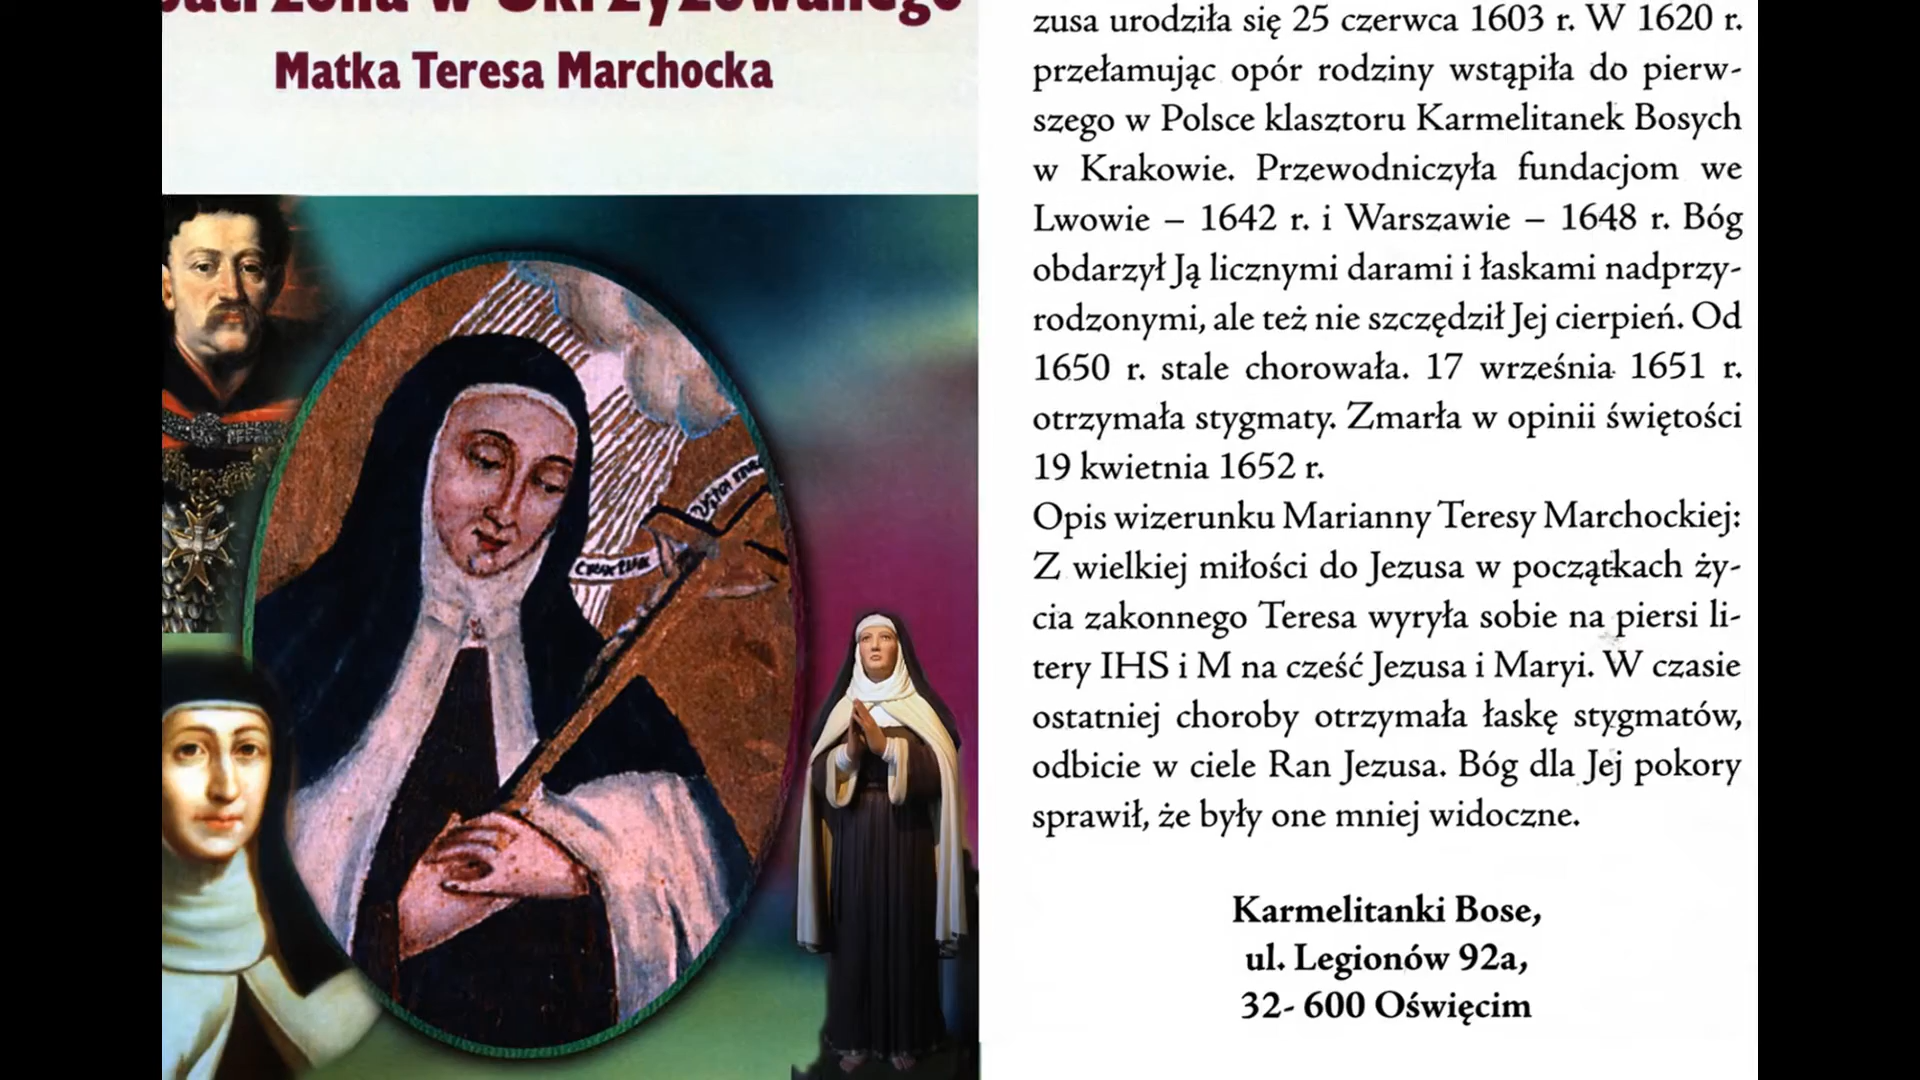 w Ukrzyżowanego
Matka Teresa Marchocka
zusa urodziła się 25 czerwca 1603 r. W 1620 r.
przełamując opór rodziny wstąpiła do pierw-
szego w Polsce klasztoru Karmelitanek Bosych
w Krakowie. Przewodniczyła fundacjom we
Lwowie – 1642 r. i Warszawie – 1648 r. Bóg
obdarzył Ją licznymi darami i łaskami nadprzy-
rodzonymi, ale też nie szczędził Jej cierpień. Od
1650 r. stale chorowała. 17 września 1651 r.
otrzymała stygmaty. Zmarła w opinii świętości
19 kwietnia 1652 r.
Opis wizerunku Marianny Teresy Marchockiej:
Z wielkiej miłości do Jezusa w początkach ży-
cia zakonnego Teresa wyryła sobie na piersi li-
tery IHS i M na cześć Jezusa i Maryi. W czasie
ostatniej choroby otrzymała łaskę stygmatów,
odbicie w ciele Ran Jezusa. Bóg dla Jej pokory
sprawił, że były one mniej widoczne.
Karmelitanki Bose,
ul. Legionów 92a,
32- 600 Oświęcim